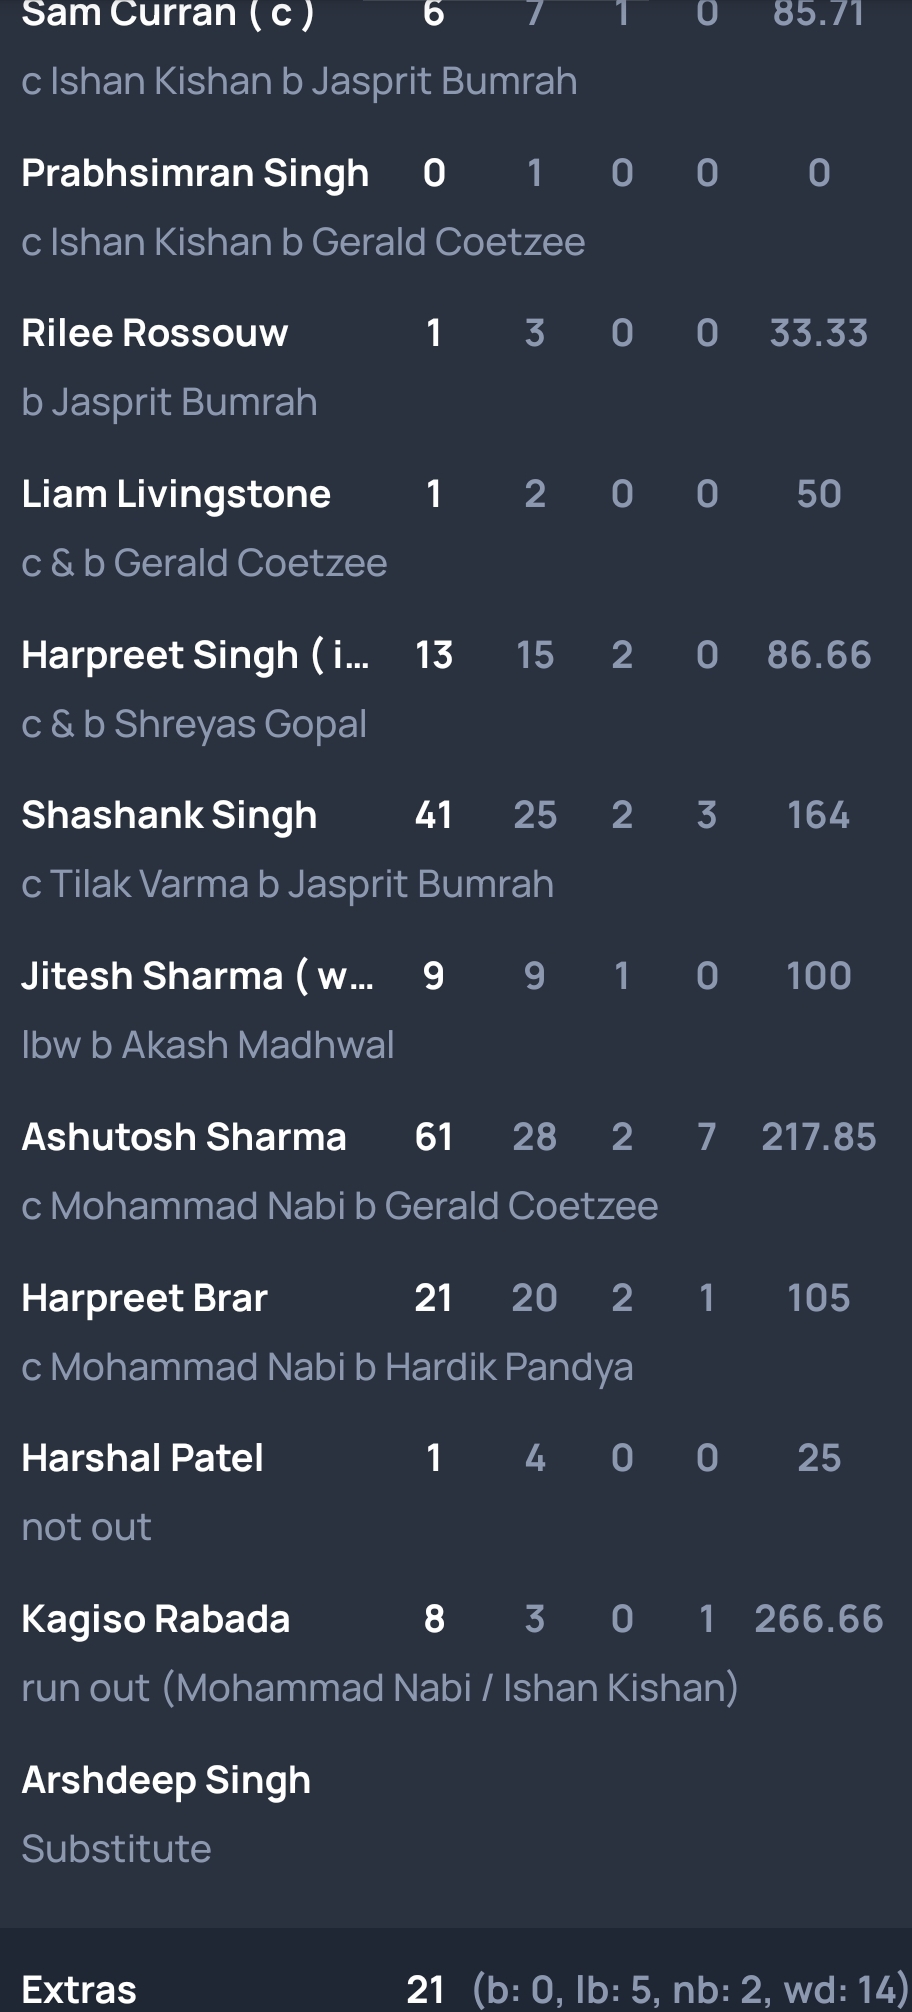 Sam Curran ( c ) 6 7 1 0 85.71
c Ishan Kishan b Jasprit Bumrah
Prabhsimran Singh 0 1 0 0 0
c Ishan Kishan b Gerald Coetzee
Rilee Rossouw 1 3 0 0 33.33
b Jasprit Bumrah
Liam Livingstone 1 2 0 0 50
c & b Gerald Coetzee
Harpreet Singh ( i... 13 15 2 0 86.66
c & b Shreyas Gopal
Shashank Singh 41 25 2 3 164
c Tilak Varma b Jasprit Bumrah
Jitesh Sharma ( w... 9 9 1 0 100
lbw b Akash Madhwal
Ashutosh Sharma 61 28 2 7 217.85
c Mohammad Nabi b Gerald Coetzee
Harpreet Brar 21 20 2 1 105
c Mohammad Nabi b Hardik Pandya
Harshal Patel 1 4 0 0 25
not out
Kagiso Rabada 8 3 0 1 266.66
run out (Mohammad Nabi / Ishan Kishan)
Arshdeep Singh
Substitute
Extras 21 (b: 0, lb: 5, nb: 2, wd: 14)